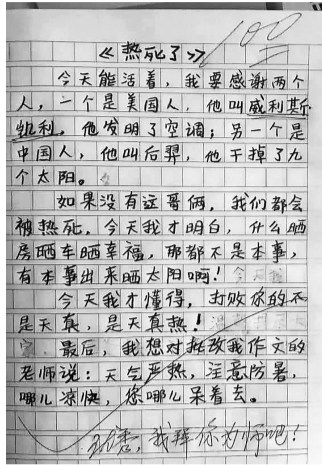 100
《热死了》
今天能活着，我要感谢两个
人，一个是美国人，他叫威利斯
凯利，他发明了空调；另一个是
中国人，他叫后羿，他干掉了九
个太阳。
如果没有这哥俩，我们都会
被热死，今天我才明白，什么晒
房晒车晒幸福，那都不是本事，
有本事出来晒太阳啊！
今天我才懂得，打败你的不
是天真，是天真热！
最后，我想对批改我作文的
老师说：天气严热，注意防暑，
哪儿凉快，您哪儿呆着去。
我拜你为师吧！